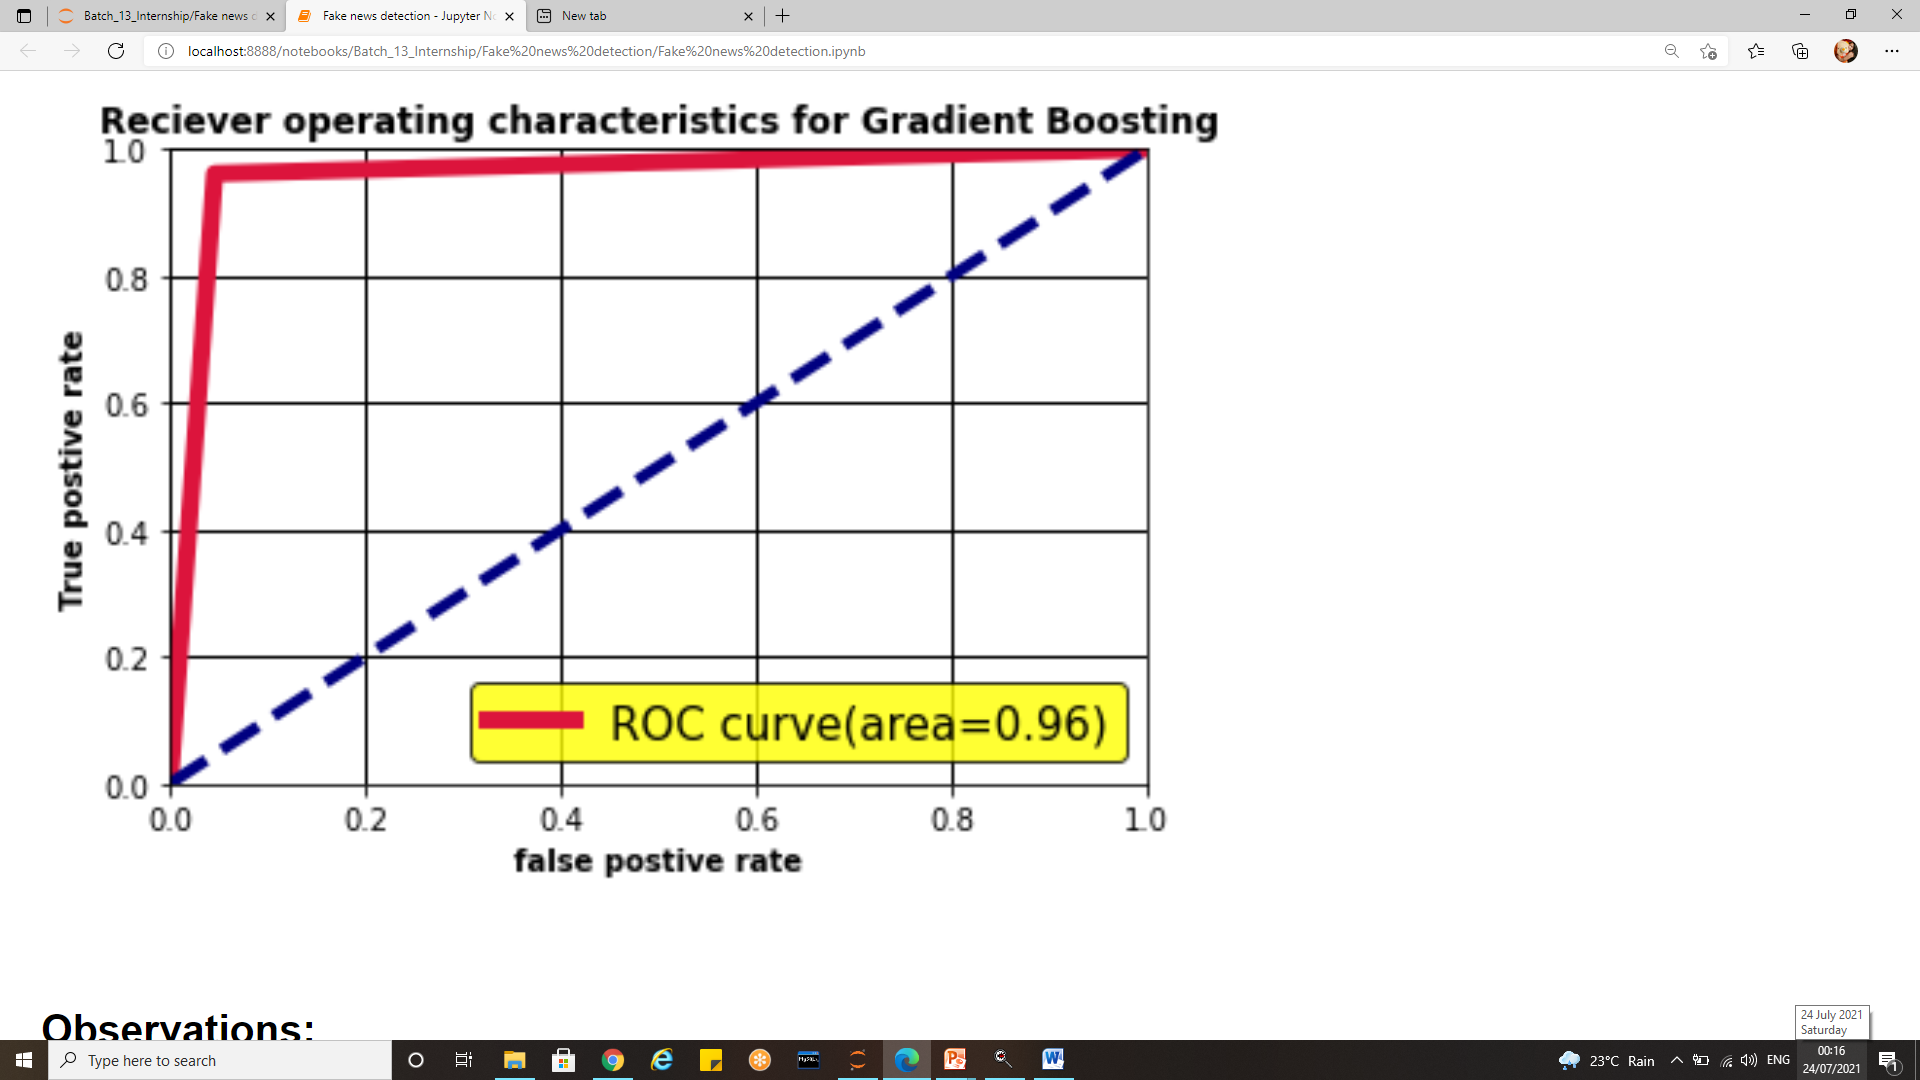 Batch_13_Internship/Fake news d
Fake news detection - Jupyter N
New tab
localhost:8888/notebooks/Batch_13_Internship/Fake%20news%20detection/Fake%20news%20detection.ipynb
Reciever operating characteristics for Gradient Boosting
1.0
0.8
0.6
0.4
0.2
0.0
True postive rate
ROC curve(area=0.96)
0.0 0.2 0.4 0.6 0.8 1.0
false postive rate
Observations:
24 July 2021
Saturday
Type here to search
MySQL
23°C Rain
ENG
00:16
24/07/2021
1